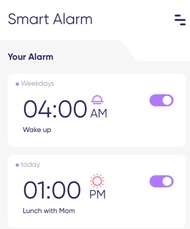 Smart Alarm
Your Alarm
Weekdays
04:00 AM
Wake up
today
01:00 PM
Lunch with Mom